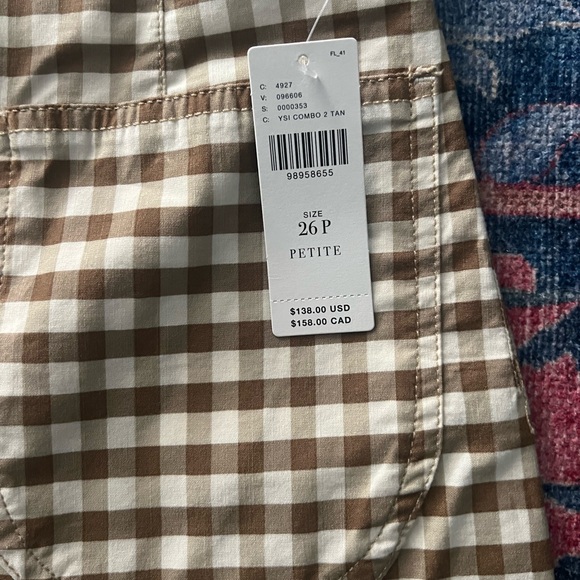 FL_41
C: 4927
V: 096606
S: 0000353
C: YSI COMBO 2 TAN
98958655
SIZE
26 P
PETITE
$138.00 USD
$158.00 CAD